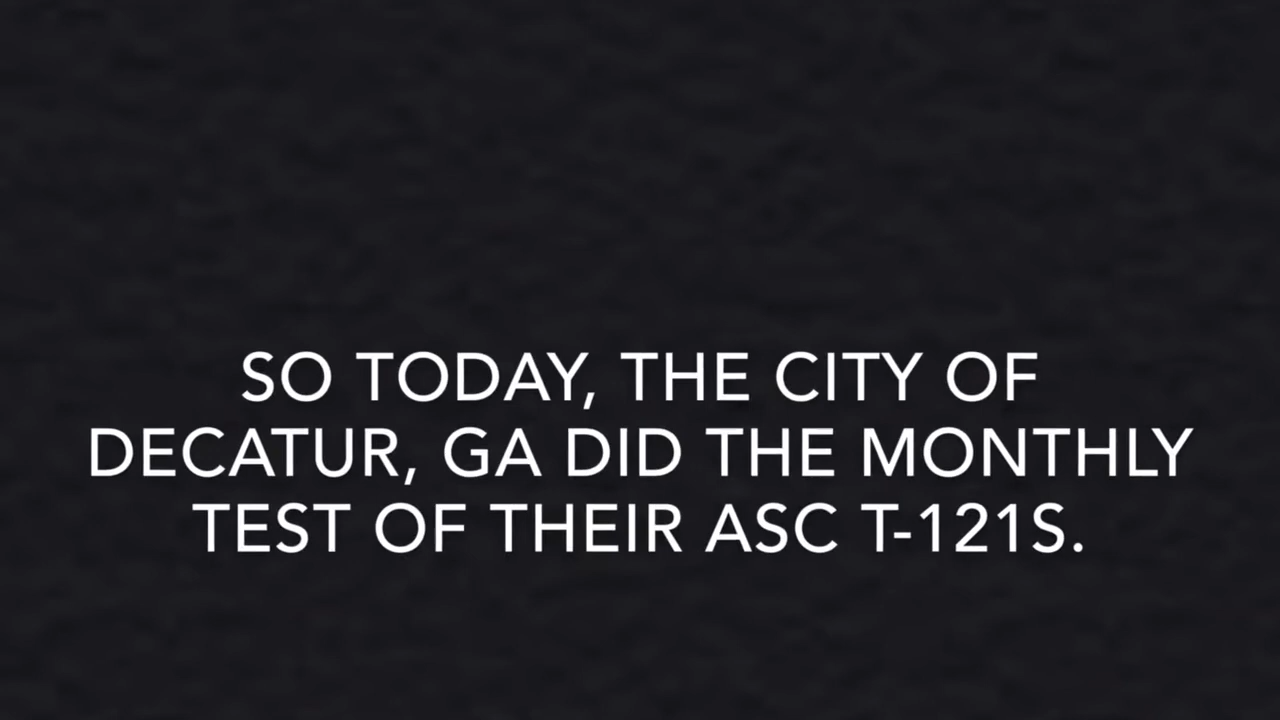 SO TODAY, THE CITY OF
DECATUR, GA DID THE MONTHLY
TEST OF THEIR ASC T-121S.